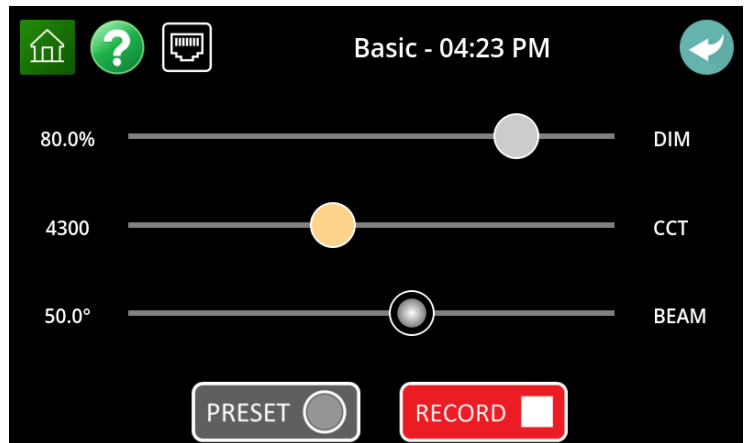 ?
Basic - 04:23 PM
80.0% DIM
4300 CCT
50.0° BEAM
PRESET RECORD